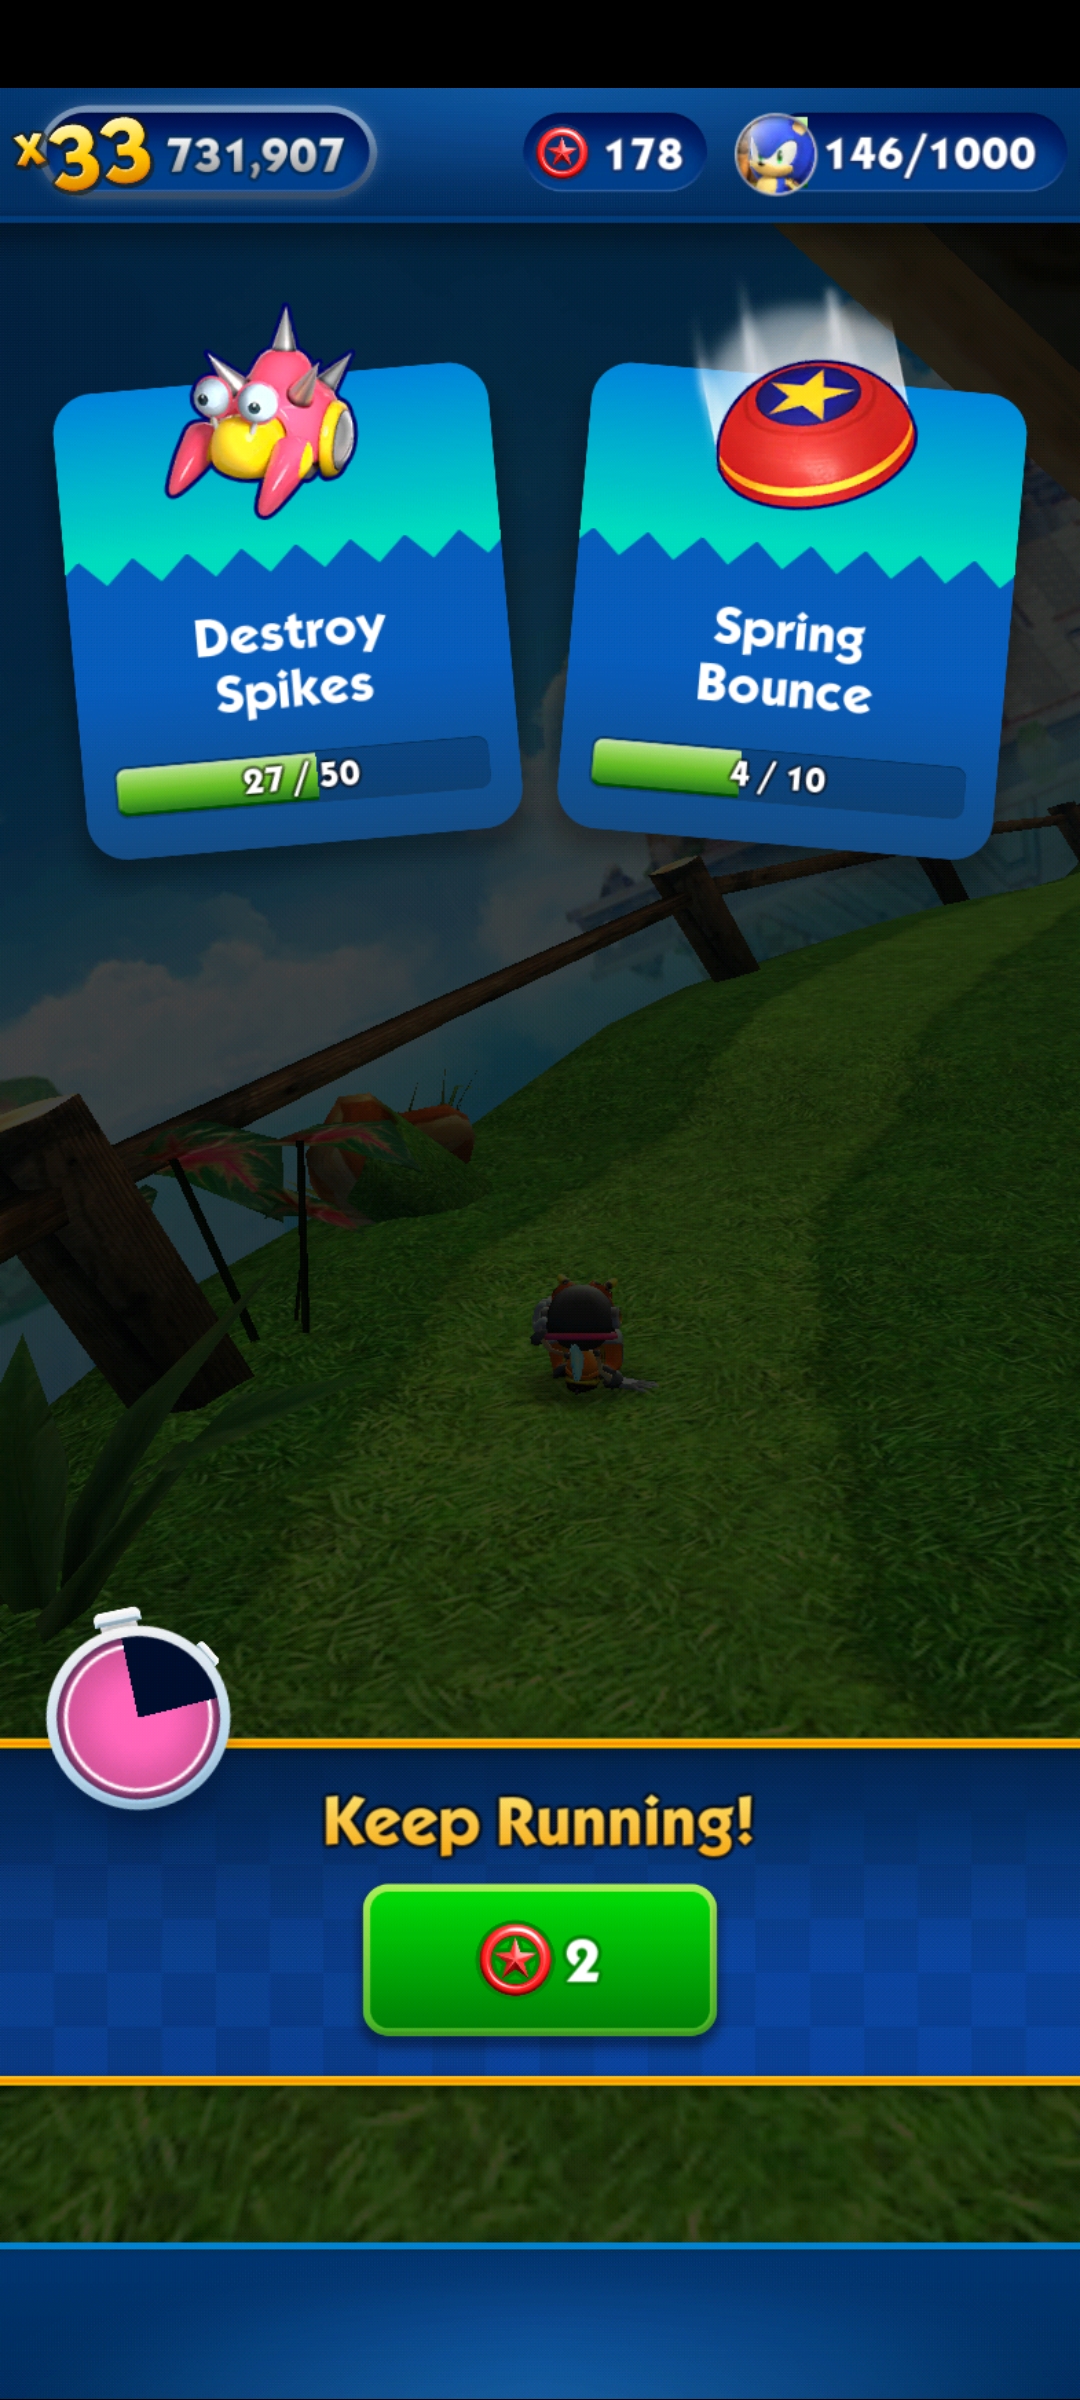 x33 731,907
178
146/1000
Destroy
Spikes
27 / 50
Spring
Bounce
4 / 10
Keep Running!
2